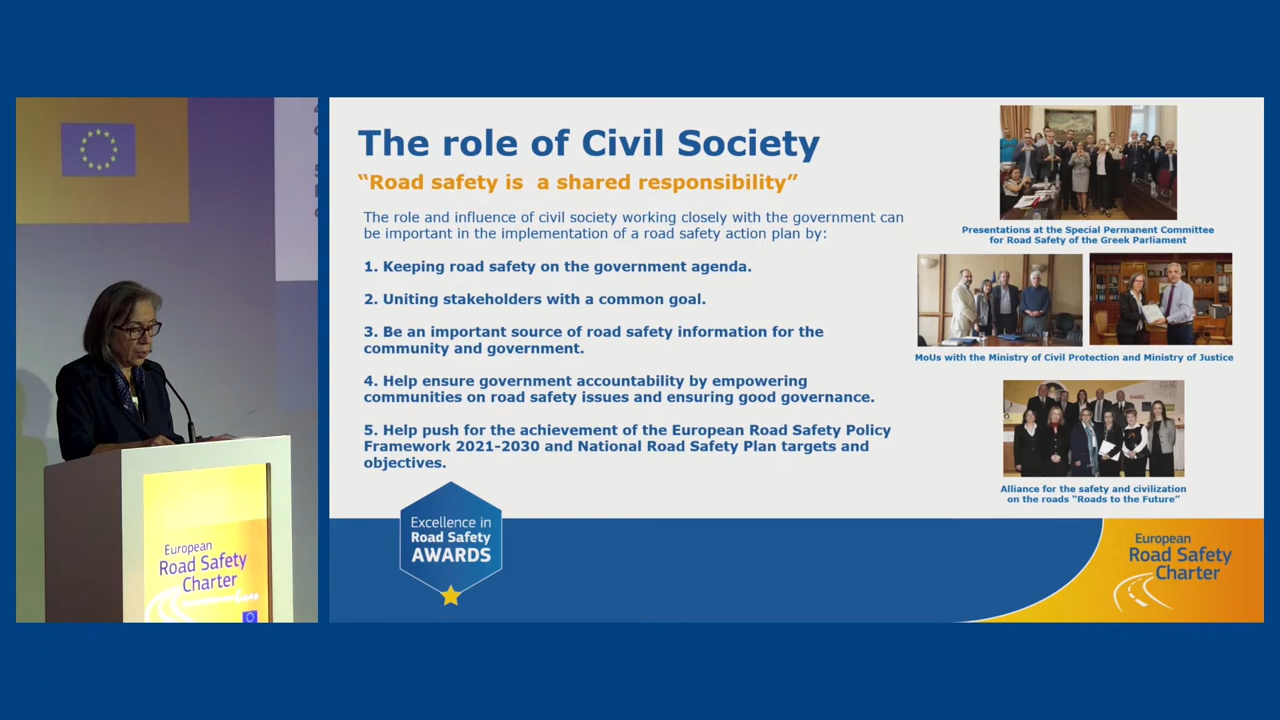 The role of Civil Society
“Road safety is a shared responsibility”
The role and influence of civil society working closely with the government can
be important in the implementation of a road safety action plan by:
1. Keeping road safety on the government agenda.
2. Uniting stakeholders with a common goal.
3. Be an important source of road safety information for the
community and government.
4. Help ensure government accountability by empowering
communities on road safety issues and ensuring good governance.
5. Help push for the achievement of the European Road Safety Policy
Framework 2021-2030 and National Road Safety Plan targets and
objectives.
Presentations at the Special Permanent Committee
for Road Safety of the Greek Parliament
MoUs with the Ministry of Civil Protection and Ministry of Justice
Alliance for the safety and civilization
on the roads “Roads to the Future”
Excellence in
Road Safety
AWARDS
European
Road Safety
Charter
European
Road Safety
Charter